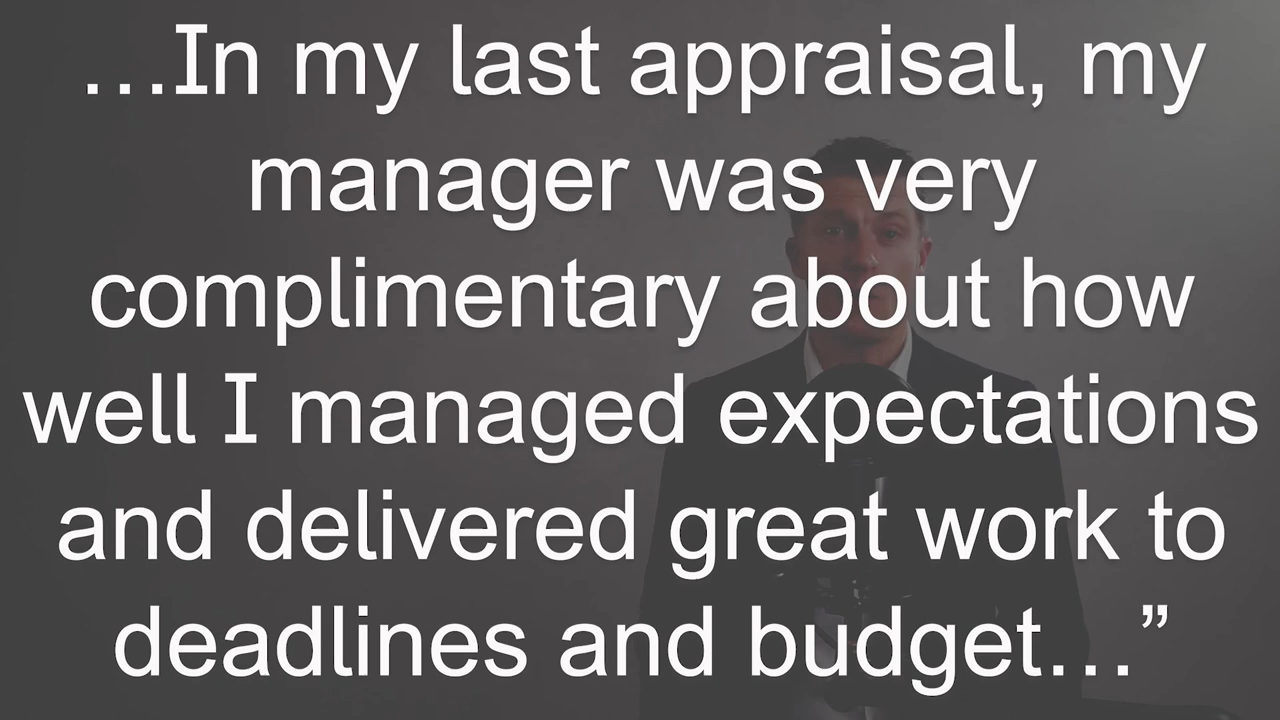 …In my last appraisal, my
manager was very
complimentary about how
well I managed expectations
and delivered great work to
deadlines and budget…”